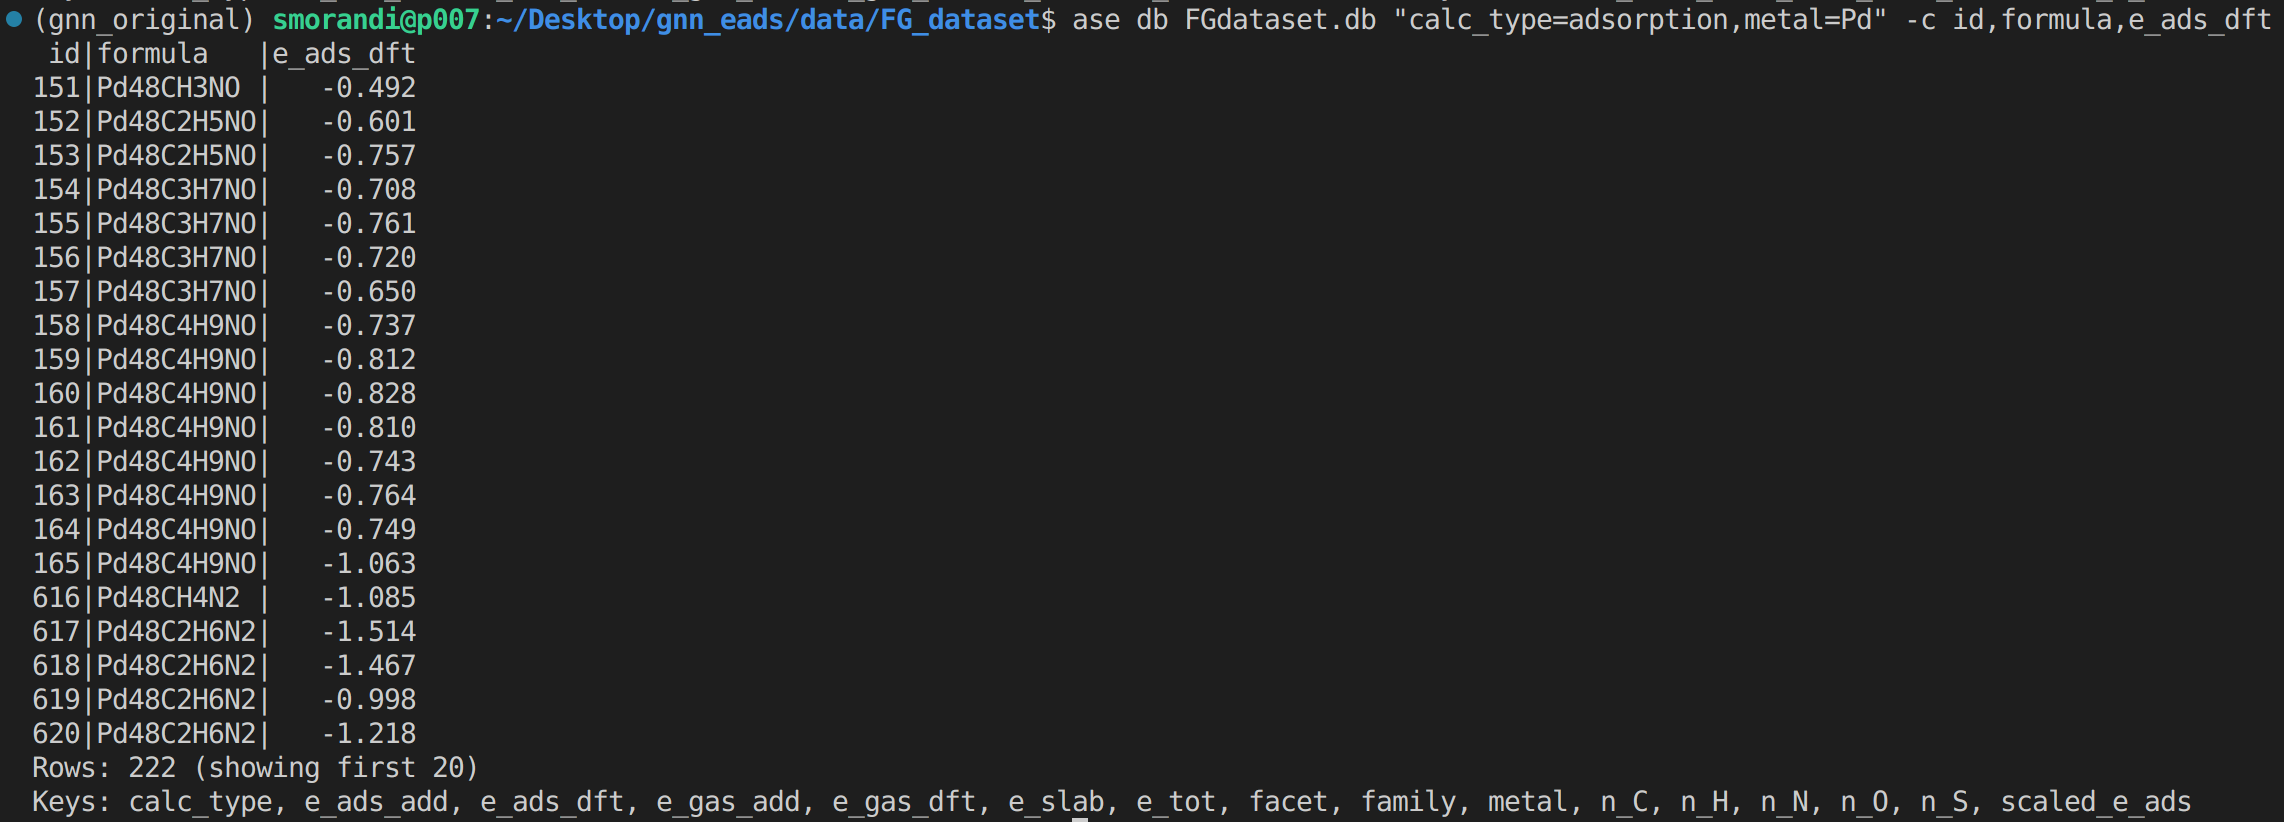 (gnn_original) smorandi@p007:~/Desktop/gnn_eads/data/FG_dataset$ ase db FGdataset.db "calc_type=adsorption,metal=Pd" -c id,formula,e_ads_dft
 id|formula   |e_ads_dft
151|Pd48CH3NO |   -0.492
152|Pd48C2H5NO|   -0.601
153|Pd48C2H5NO|   -0.757
154|Pd48C3H7NO|   -0.708
155|Pd48C3H7NO|   -0.761
156|Pd48C3H7NO|   -0.720
157|Pd48C3H7NO|   -0.650
158|Pd48C4H9NO|   -0.737
159|Pd48C4H9NO|   -0.812
160|Pd48C4H9NO|   -0.828
161|Pd48C4H9NO|   -0.810
162|Pd48C4H9NO|   -0.743
163|Pd48C4H9NO|   -0.764
164|Pd48C4H9NO|   -0.749
165|Pd48C4H9NO|   -1.063
616|Pd48CH4N2 |   -1.085
617|Pd48C2H6N2|   -1.514
618|Pd48C2H6N2|   -1.467
619|Pd48C2H6N2|   -0.998
620|Pd48C2H6N2|   -1.218
Rows: 222 (showing first 20)
Keys: calc_type, e_ads_add, e_ads_dft, e_gas_add, e_gas_dft, e_slab, e_tot, facet, family, metal, n_C, n_H, n_N, n_O, n_S, scaled_e_ads